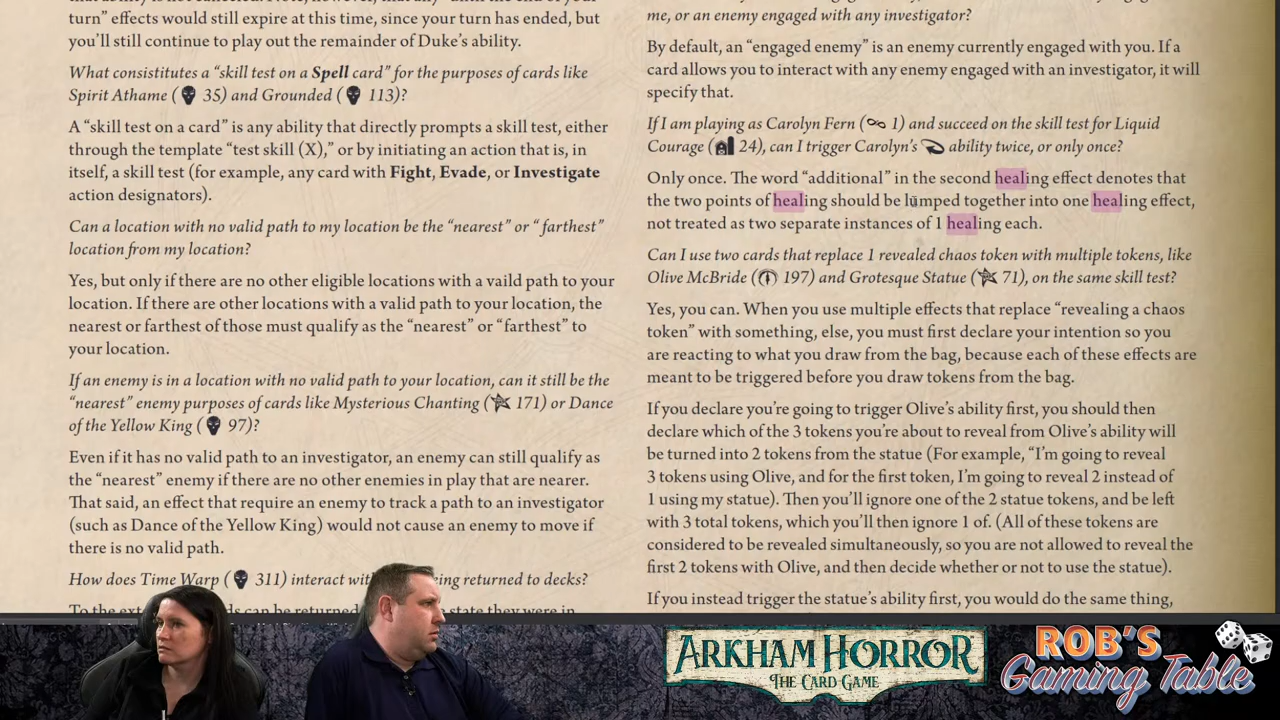 that ability is not canceled. Note, however, that any “until the end of your
turn” effects would still expire at this time, since your turn has ended, but
you’ll still continue to play out the remainder of Duke’s ability.
What consistitutes a “skill test on a Spell card” for the purposes of cards like
Spirit Athame ( 35) and Grounded ( 113)?
A “skill test on a card” is any ability that directly prompts a skill test, either
through the template “test skill (X),” or by initiating an action that is, in
itself, a skill test (for example, any card with Fight, Evade, or Investigate
action designators).
Can a location with no valid path to my location be the “nearest” or “farthest”
location from my location?
Yes, but only if there are no other eligible locations with a vaild path to your
location. If there are other locations with a valid path to your location, the
nearest or farthest of those must qualify as the “nearest” or “farthest” to
your location.
If an enemy is in a location with no valid path to your location, can it still be the
“nearest” enemy purposes of cards like Mysterious Chanting ( 171) or Dance
of the Yellow King ( 97)?
Even if it has no valid path to an investigator, an enemy can still qualify as
the “nearest” enemy if there are no other enemies in play that are nearer.
That said, an effect that require an enemy to track a path to an investigator
(such as Dance of the Yellow King) would not cause an enemy to move if
there is no valid path.
How does Time Warp ( 311) interact being returned to decks?
To the can be returned state they were in
me, or an enemy engaged with any investigator?
By default, an “engaged enemy” is an enemy currently engaged with you. If a
card allows you to interact with any enemy engaged with an investigator, it will
specify that.
If I am playing as Carolyn Fern ( 1) and succeed on the skill test for Liquid
Courage ( 24), can I trigger Carolyn’s ability twice, or only once?
Only once. The word “additional” in the second healing effect denotes that
the two points of healing should be lumped together into one healing effect,
not treated as two separate instances of 1 healing each.
Can I use two cards that replace 1 revealed chaos token with multiple tokens, like
Olive McBride ( 197) and Grotesque Statue ( 71), on the same skill test?
Yes, you can. When you use multiple effects that replace “revealing a chaos
token” with something, else, you must first declare your intention so you
are reacting to what you draw from the bag, because each of these effects are
meant to be triggered before you draw tokens from the bag.
If you declare you’re going to trigger Olive’s ability first, you should then
declare which of the 3 tokens you’re about to reveal from Olive’s ability will
be turned into 2 tokens from the statue (For example, “I’m going to reveal
3 tokens using Olive, and for the first token, I’m going to reveal 2 instead of
1 using my statue). Then you’ll ignore one of the 2 statue tokens, and be left
with 3 total tokens, which you’ll then ignore 1 of. (All of these tokens are
considered to be revealed simultaneously, so you are not allowed to reveal the
first 2 tokens with Olive, and then decide whether or not to use the statue).
If you instead trigger the statue’s ability first, you would do the same thing,
ARKHAM HORROR
THE CARD GAME
ROB’S
Gaming Table